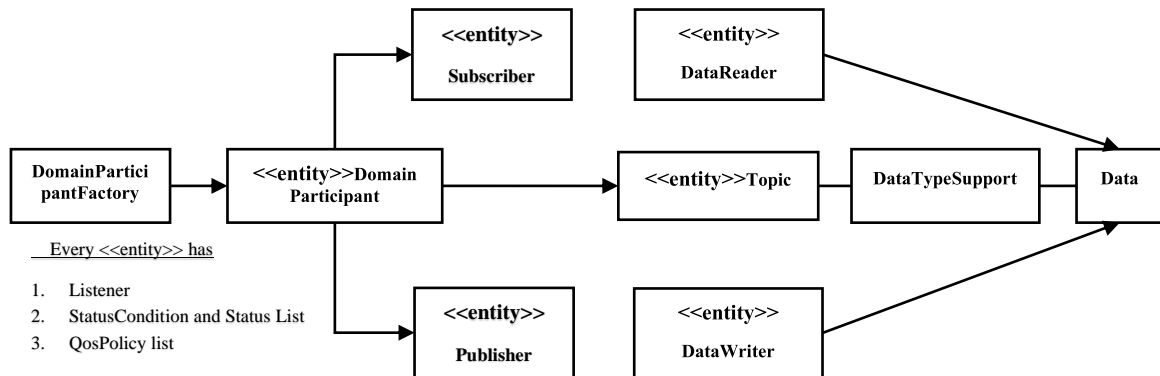 <<entity>>
Subscriber
<<entity>>
DataReader
DomainPartici
pantFactory
<<entity>>Domain
Participant
<<entity>>Topic
DataTypeSupport
Data
Every <<entity>> has
1. Listener
2. StatusCondition and Status List
3. QosPolicy list
<<entity>>
Publisher
<<entity>>
DataWriter